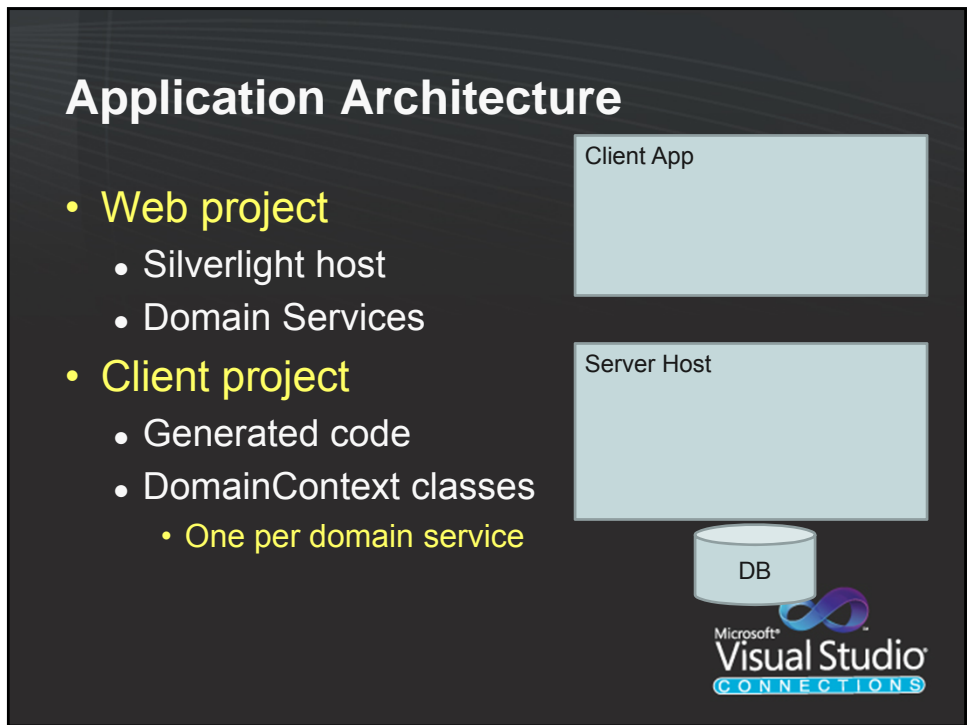 Application Architecture
• Web project
● Silverlight host
● Domain Services
• Client project
● Generated code
● DomainContext classes
• One per domain service
Client App
Server Host
DB
Microsoft®
Visual Studio®
CONNECTIONS